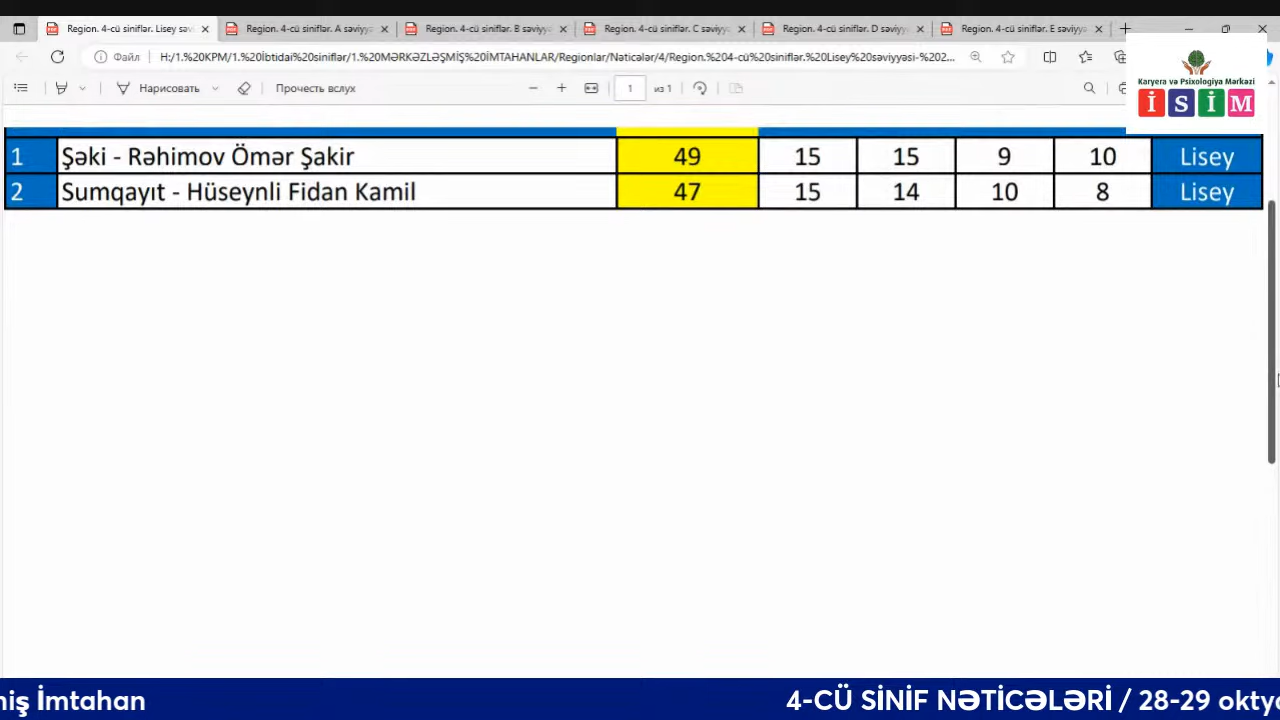 Region. 4-cü siniflər. Lisey səv Region. 4-cü siniflər. A səviyyə Region. 4-cü siniflər. B səviyyə Region. 4-cü siniflər. C səviyyə Region. 4-cü siniflər. D səviyyə Region. 4-cü siniflər. E səviyyə
Файл H:/1.%20KPM/1.%20İbtidai%20siniflər/1.%20MƏRKƏZLƏŞMİŞ%20İMTAHANLAR/Regionlar/Nəticələr/4/Region.%204-cü%20siniflər.%20Lisey%20səviyyəsi-%202...
Нарисовать Прочесть вслух 1 из 1
Karyera və Psixologiya Mərkəzi
İSİM
1 Şəki - Rəhimov Ömər Şakir 49 15 15 9 10 Lisey
2 Sumqayıt - Hüseynli Fidan Kamil 47 15 14 10 8 Lisey
niş İmtahan 4-CÜ SİNİF NƏTİCƏLƏRİ / 28-29 oktya